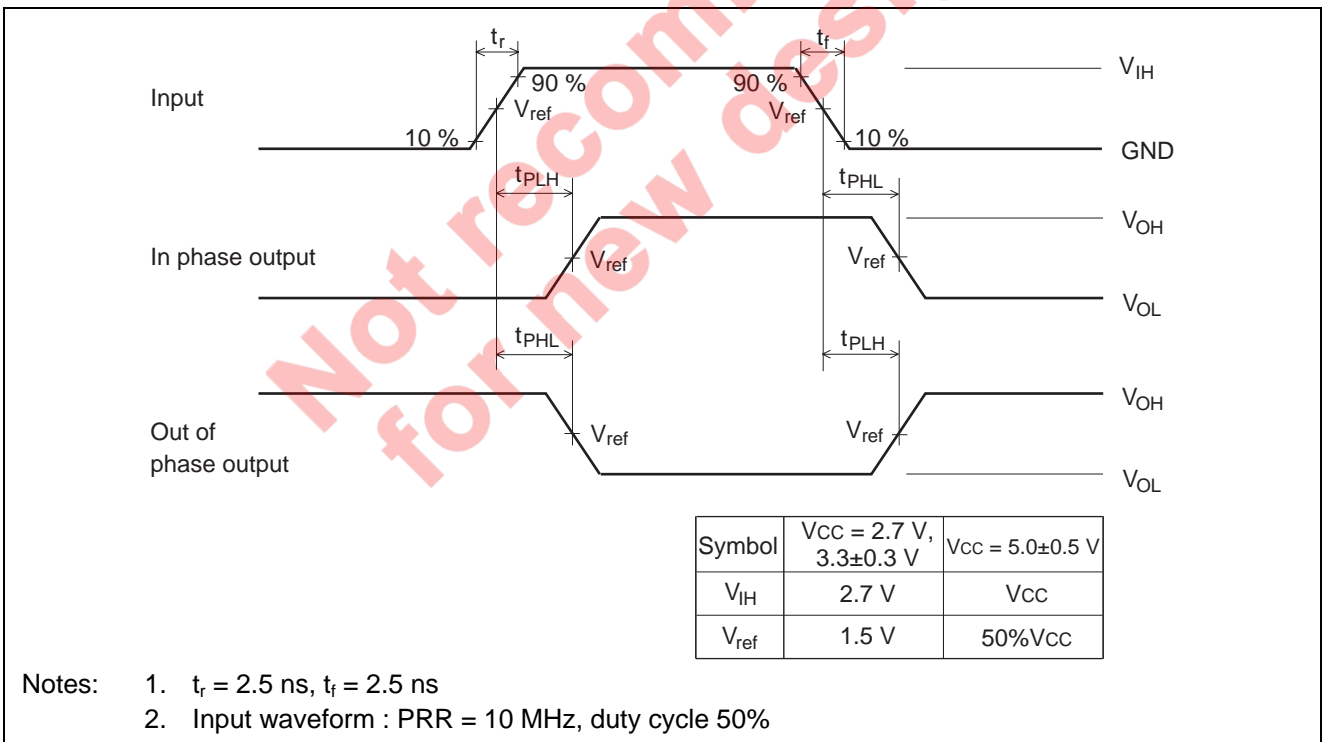 Not recom
for new desi
tr
tf
90 %
90 %
VIH
Input
Vref
Vref
10 %
10 %
GND
tPLH
tPHL
VOH
In phase output
Vref
Vref
VOL
tPHL
tPLH
VOH
Out of
phase output
Vref
Vref
VOL
Symbol
VCC = 2.7 V,
3.3±0.3 V
VCC = 5.0±0.5 V
VIH
2.7 V
VCC
Vref
1.5 V
50%VCC
Notes: 1. tr = 2.5 ns, tf = 2.5 ns
2. Input waveform : PRR = 10 MHz, duty cycle 50%